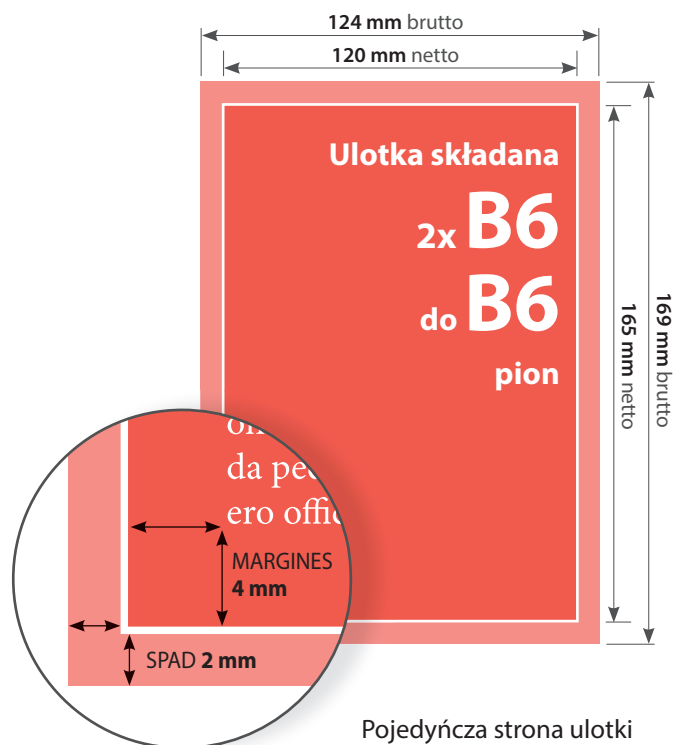 124 mm brutto
120 mm netto
Ulotka składana
2x B6
do B6
pion
165 mm netto
169 mm brutto
da pe
ero offic
MARGINES
4 mm
SPAD 2 mm
Pojedyńcza strona ulotki